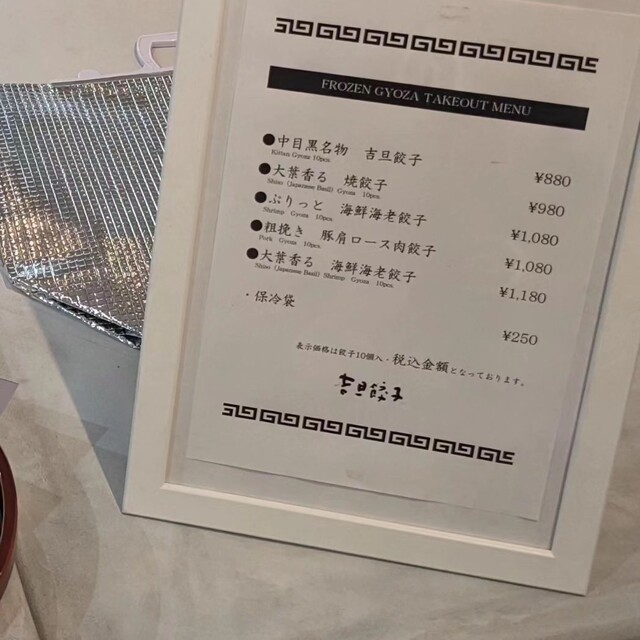 FROZEN GYOZA TAKEOUT MENU
●中目黒名物 吉旦餃子 ¥880
Kittan Gyoza 10pcs
●大葉香る 焼餃子 ¥980
Shiso (Japanese Basil) Gyoza 10pcs
●ぷりっと 海鮮海老餃子 ¥1,080
Shrimp Gyoza 10pcs
●粗挽き 豚肩ロース肉餃子 ¥1,080
Pork Gyoza 10pcs
●大葉香る 海鮮海老餃子 ¥1,180
Shiso (Japanese Basil) Shrimp Gyoza 10pcs
・保冷袋 ¥250
表示価格は餃子10個入・税込金額となっております。
吉旦餃子